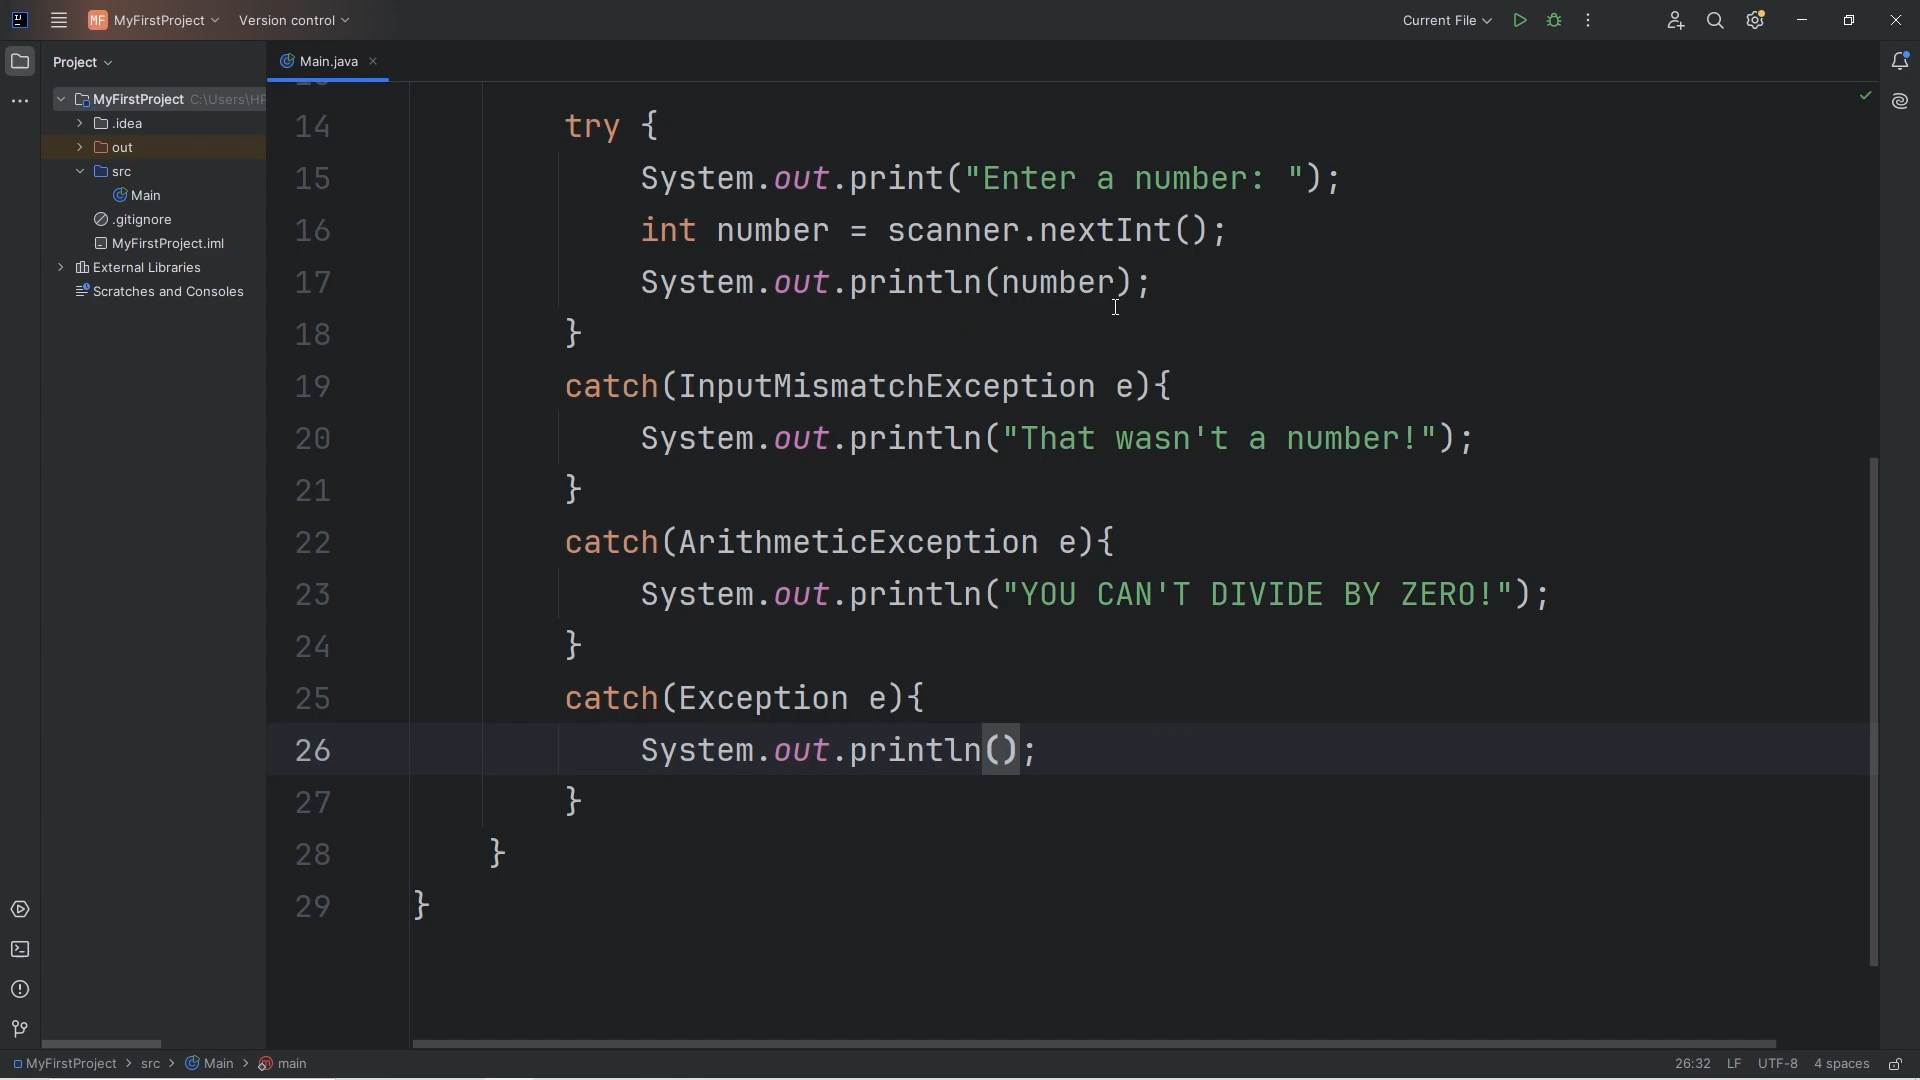 MF MyFirstProject Version control Current File
Project Main.java
MyFirstProject C:\Users\HP
.idea
out
src
Main
.gitignore
MyFirstProject.iml
External Libraries
Scratches and Consoles
14 try {
15 System.out.print("Enter a number: ");
16 int number = scanner.nextInt();
17 System.out.println(number);
18 }
19 catch(InputMismatchException e){
20 System.out.println("That wasn't a number!");
21 }
22 catch(ArithmeticException e){
23 System.out.println("YOU CAN'T DIVIDE BY ZERO!");
24 }
25 catch(Exception e){
26 System.out.println();
27 }
28 }
29 }
MyFirstProject > src > Main > main 26:32 LF UTF-8 4 spaces